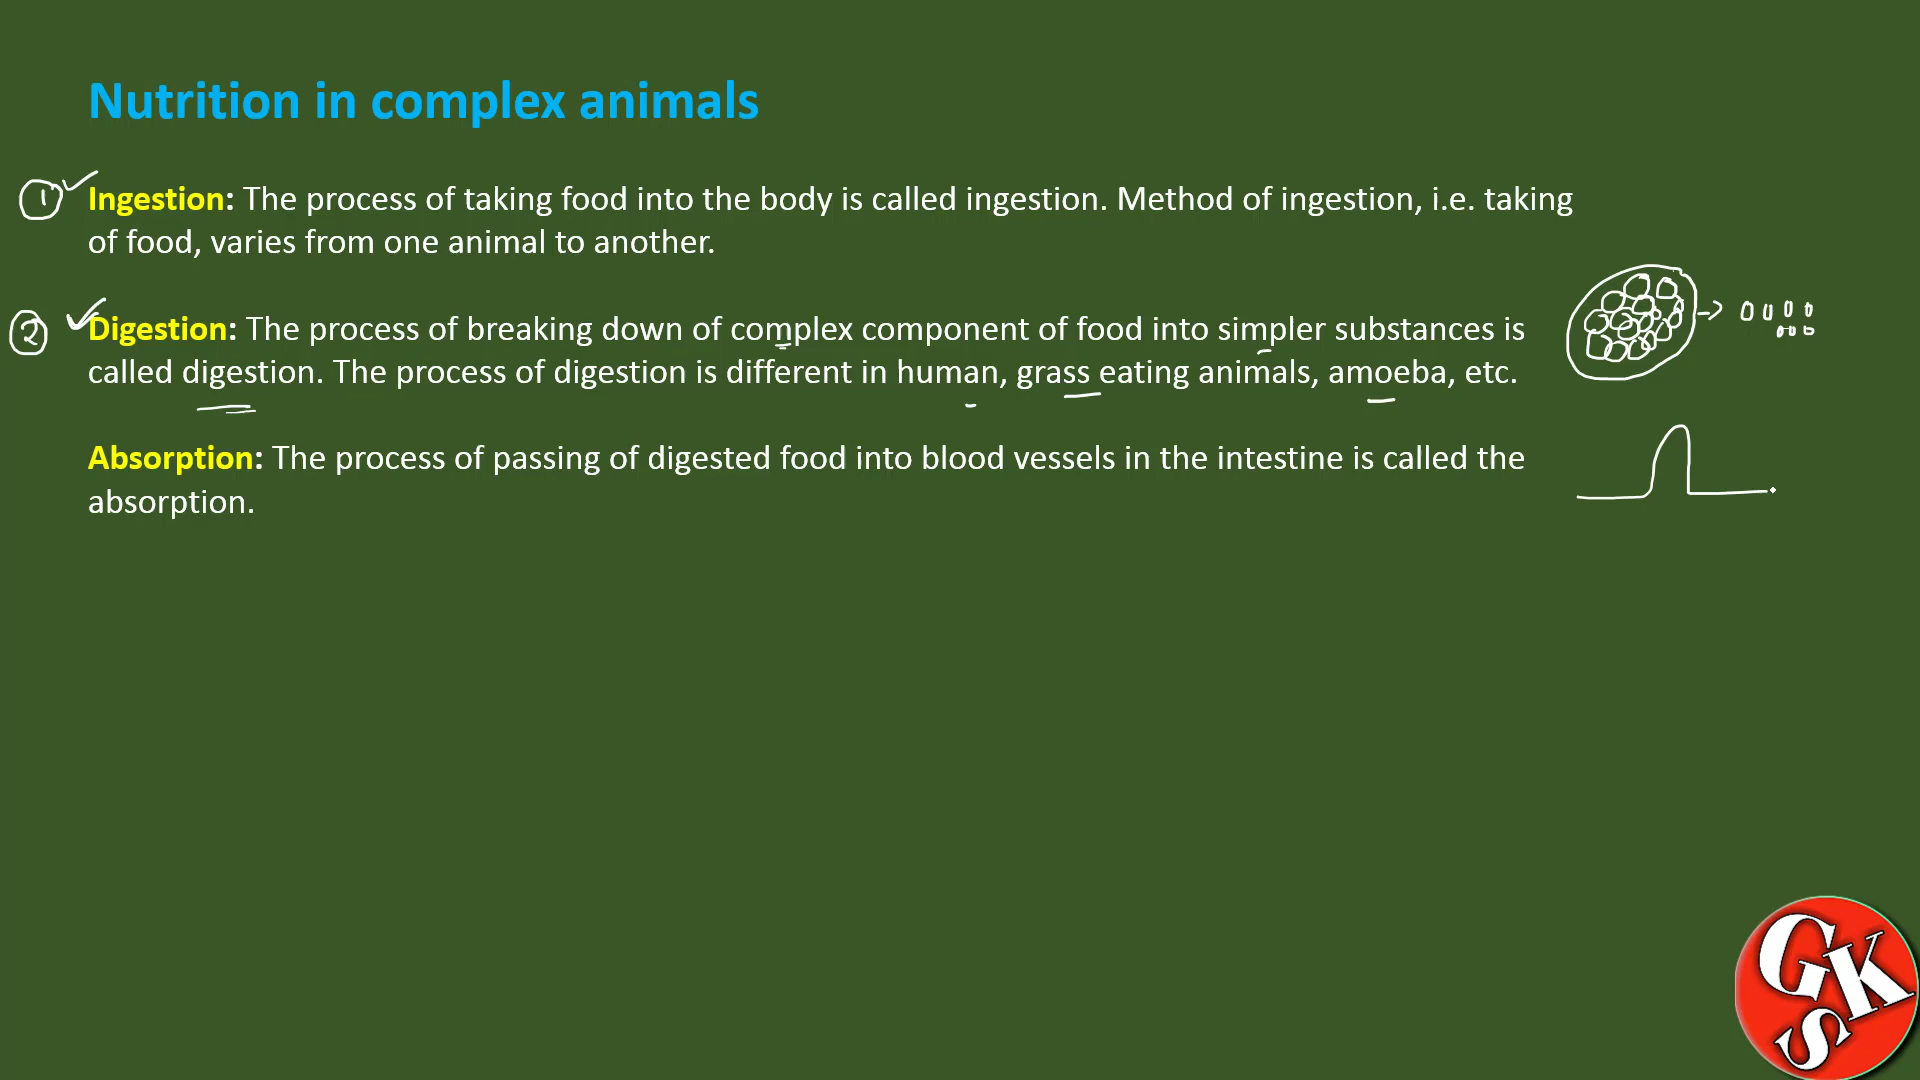 Nutrition in complex animals
1 Ingestion: The process of taking food into the body is called ingestion. Method of ingestion, i.e. taking
of food, varies from one animal to another.
2 Digestion: The process of breaking down of complex component of food into simpler substances is
called digestion. The process of digestion is different in human, grass eating animals, amoeba, etc.
Absorption: The process of passing of digested food into blood vessels in the intestine is called the
absorption.
GKS